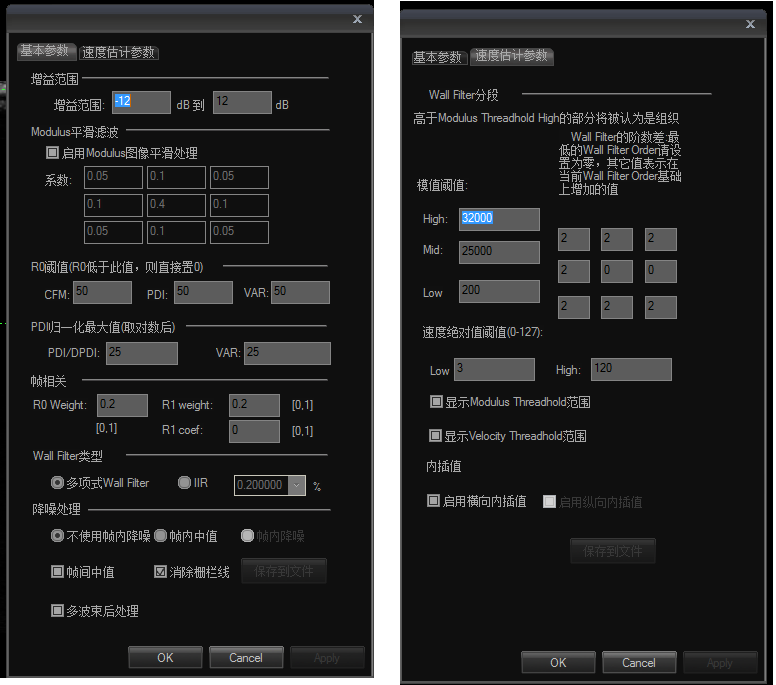 基本参数 速度估计参数
增益范围
增益范围: -12 dB 到 12 dB
Modulus平滑滤波
启用Modulus图像平滑处理
系数: 0.05 0.1 0.05
0.1 0.4 0.1
0.05 0.1 0.05
R0阈值(R0低于此值，则直接置0)
CFM: 50 PDI: 50 VAR: 50
PDI归一化最大值(取对数后)
PDI/DPDI: 25 VAR: 25
帧相关
R0 Weight: 0.2 R1 weight: 0.2 [0,1]
[0,1] R1 coef: 0 [0,1]
Wall Filter类型
多项式Wall Filter IIR 0.200000 %
降噪处理
不使用帧内降噪 帧内中值 帧内降噪
帧间中值 消除栅栏线 保存到文件
多波束后处理
OK Cancel Apply
基本参数 速度估计参数
Wall Filter分段
高于Modulus Threadhold High的部分将被认为是组织
Wall Filter的阶数差:最
低的Wall Filter Order请设
置为零，其它值表示在
当前Wall Filter Order基础
上增加的值
模值阈值:
High: 32000
Mid: 25000
Low 200
2 2 2
2 0 0
2 2 2
速度绝对值阈值(0-127):
Low 3 High: 120
显示Modulus Threadhold范围
显示Velocity Threadhold范围
内插值
启用横向内插值 启用纵向内插值
保存到文件
OK Cancel Apply